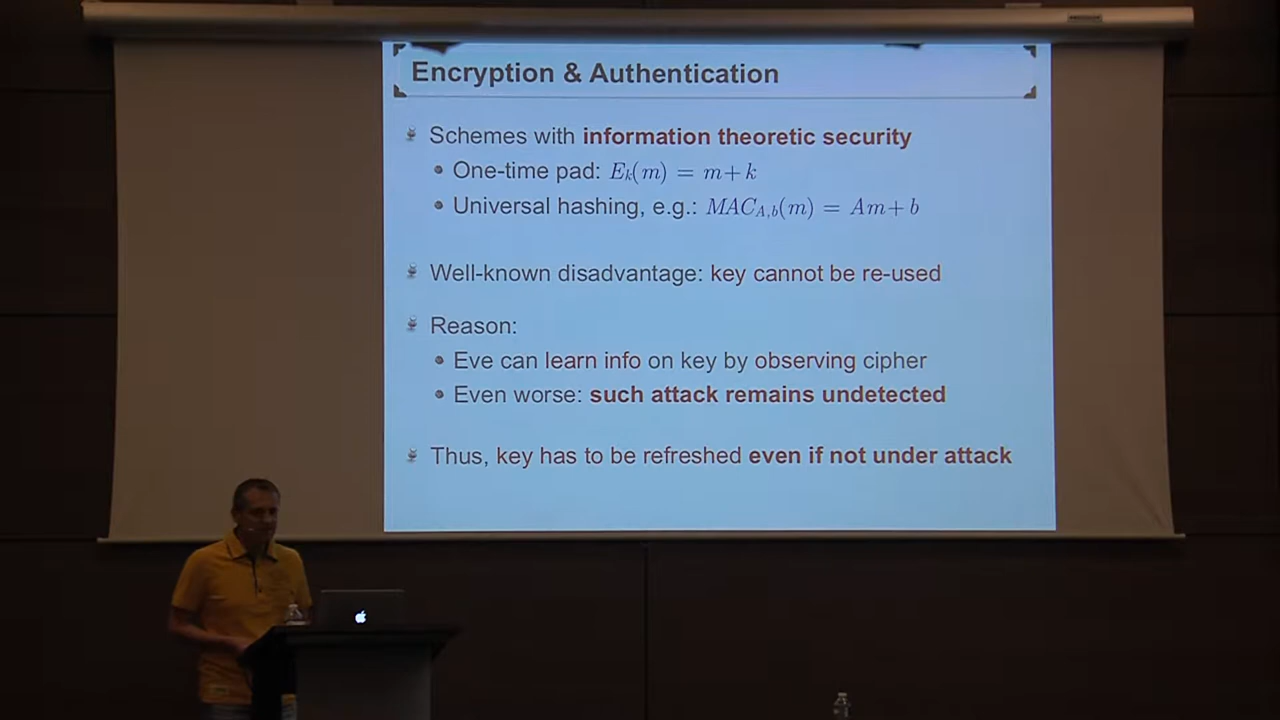 Encryption & Authentication
Schemes with information theoretic security
One-time pad: Eₖ(m) = m + k
Universal hashing, e.g.: MAC_{A,b}(m) = Am + b
Well-known disadvantage: key cannot be re-used
Reason:
Eve can learn info on key by observing cipher
Even worse: such attack remains undetected
Thus, key has to be refreshed even if not under attack